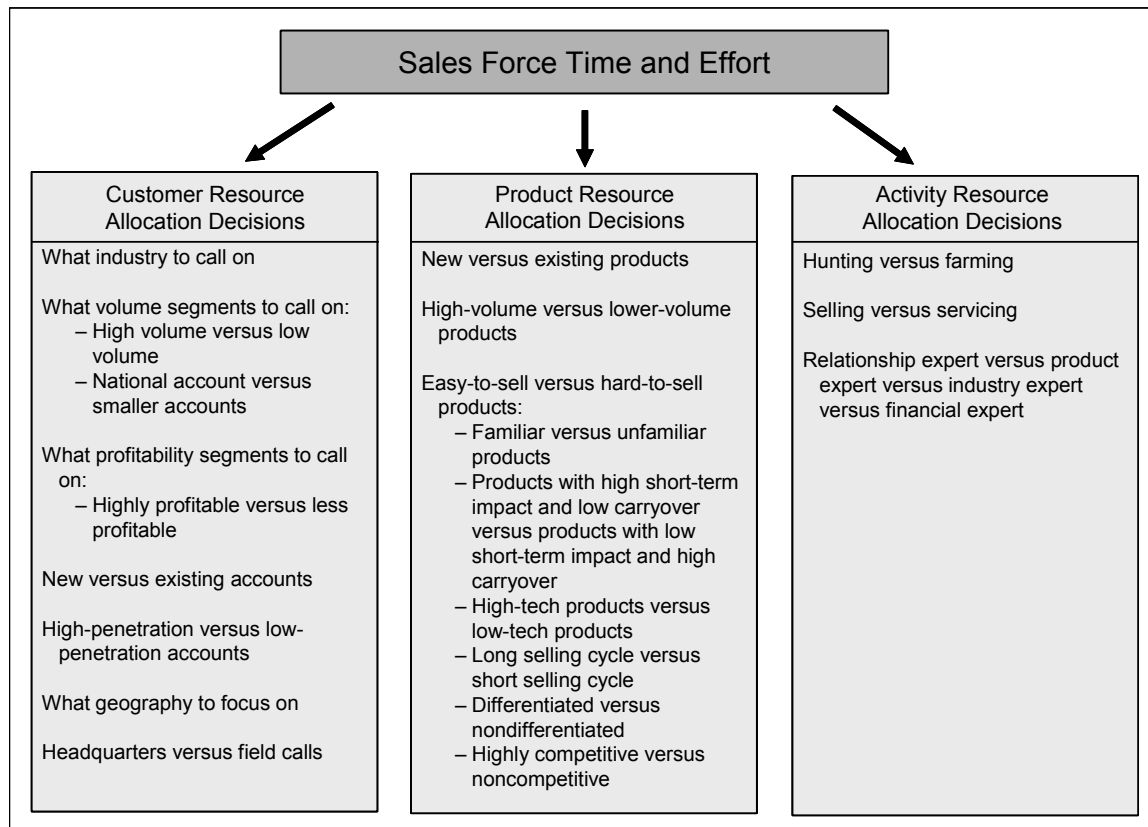 Sales Force Time and Effort
Customer Resource
Allocation Decisions
What industry to call on
What volume segments to call on:
– High volume versus low
volume
– National account versus
smaller accounts
What profitability segments to call
on:
– Highly profitable versus less
profitable
New versus existing accounts
High-penetration versus low-
penetration accounts
What geography to focus on
Headquarters versus field calls
Product Resource
Allocation Decisions
New versus existing products
High-volume versus lower-volume
products
Easy-to-sell versus hard-to-sell
products:
– Familiar versus unfamiliar
products
– Products with high short-term
impact and low carryover
versus products with low
short-term impact and high
carryover
– High-tech products versus
low-tech products
– Long selling cycle versus
short selling cycle
– Differentiated versus
nondifferentiated
– Highly competitive versus
noncompetitive
Activity Resource
Allocation Decisions
Hunting versus farming
Selling versus servicing
Relationship expert versus product
expert versus industry expert
versus financial expert